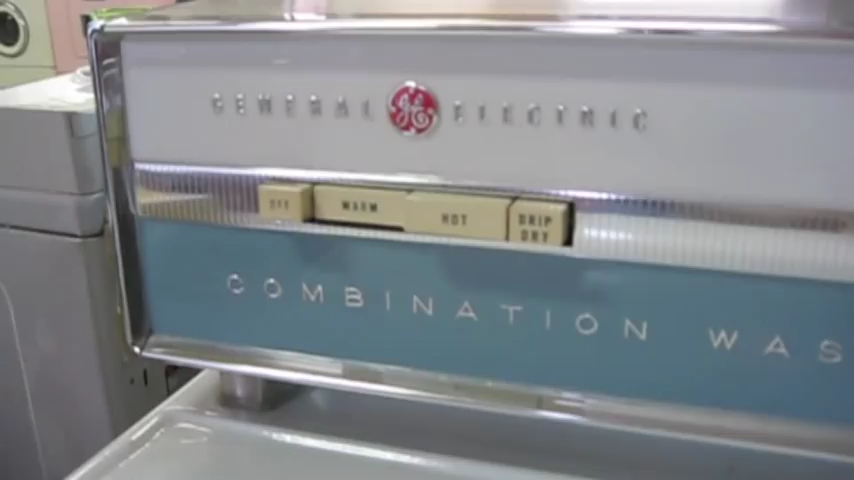 GENERAL GE ELECTRIC
OFF WARM HOT DRIP DRY
COMBINATION WAS